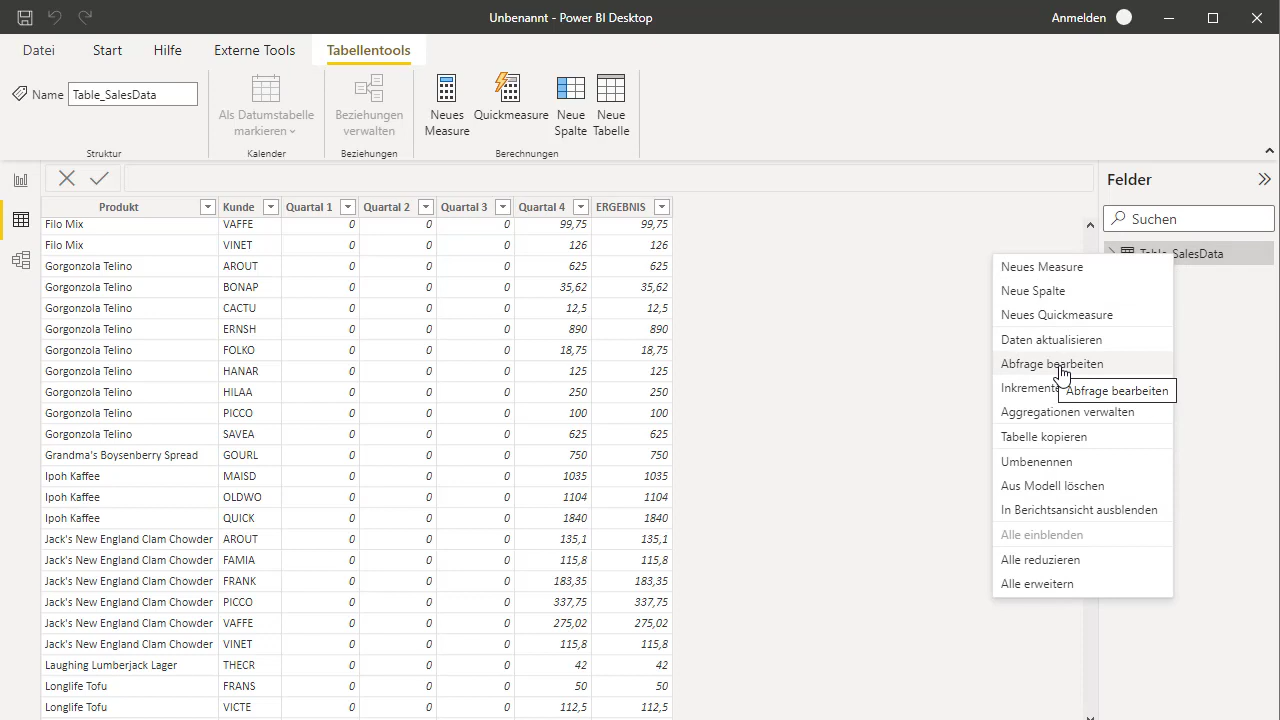 Unbenannt - Power BI Desktop
Anmelden
Datei Start Hilfe Externe Tools Tabellentools
Name Table_SalesData
Als Datumstabelle markieren
Beziehungen verwalten
Neues Measure
Quickmeasure
Neue Spalte
Neue Tabelle
Struktur Kalender Beziehungen Berechnungen
Felder
Suchen
Table_SalesData
Produkt Kunde Quartal 1 Quartal 2 Quartal 3 Quartal 4 ERGEBNIS
Filo Mix VAFFE 0 0 0 99,75 99,75
Filo Mix VINET 0 0 0 126 126
Gorgonzola Telino AROUT 0 0 0 625 625
Gorgonzola Telino BONAP 0 0 0 35,62 35,62
Gorgonzola Telino CACTU 0 0 0 12,5 12,5
Gorgonzola Telino ERNSH 0 0 0 890 890
Gorgonzola Telino FOLKO 0 0 0 18,75 18,75
Gorgonzola Telino HANAR 0 0 0 125 125
Gorgonzola Telino HILAA 0 0 0 250 250
Gorgonzola Telino PICCO 0 0 0 100 100
Gorgonzola Telino SAVEA 0 0 0 625 625
Grandma's Boysenberry Spread GOURL 0 0 0 750 750
Ipoh Kaffee MAISD 0 0 0 1035 1035
Ipoh Kaffee OLDWO 0 0 0 1104 1104
Ipoh Kaffee QUICK 0 0 0 1840 1840
Jack's New England Clam Chowder AROUT 0 0 0 135,1 135,1
Jack's New England Clam Chowder FAMIA 0 0 0 115,8 115,8
Jack's New England Clam Chowder FRANK 0 0 0 183,35 183,35
Jack's New England Clam Chowder PICCO 0 0 0 337,75 337,75
Jack's New England Clam Chowder VAFFE 0 0 0 275,02 275,02
Jack's New England Clam Chowder VINET 0 0 0 115,8 115,8
Laughing Lumberjack Lager THECR 0 0 0 42 42
Longlife Tofu FRANS 0 0 0 50 50
Longlife Tofu VICTE 0 0 0 112,5 112,5
Neues Measure
Neue Spalte
Neues Quickmeasure
Daten aktualisieren
Abfrage bearbeiten
Abfrage bearbeiten
Aggregationen verwalten
Tabelle kopieren
Umbenennen
Aus Modell löschen
In Berichtsansicht ausblenden
Alle einblenden
Alle reduzieren
Alle erweitern